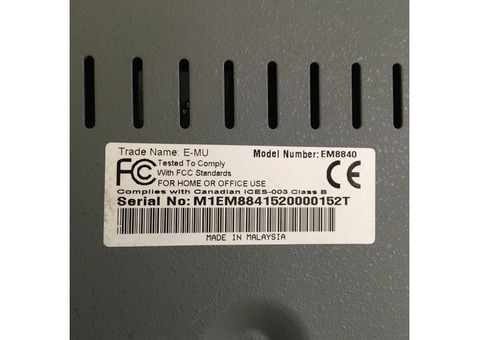 Trade Name: E-MU Model Number: EM8840
FC Tested To Comply
With FCC Standards
FOR HOME OR OFFICE USE CE
Complies with Canadian ICES-003 Class B
Serial No: M1EM8841520000152T
MADE IN MALAYSIA